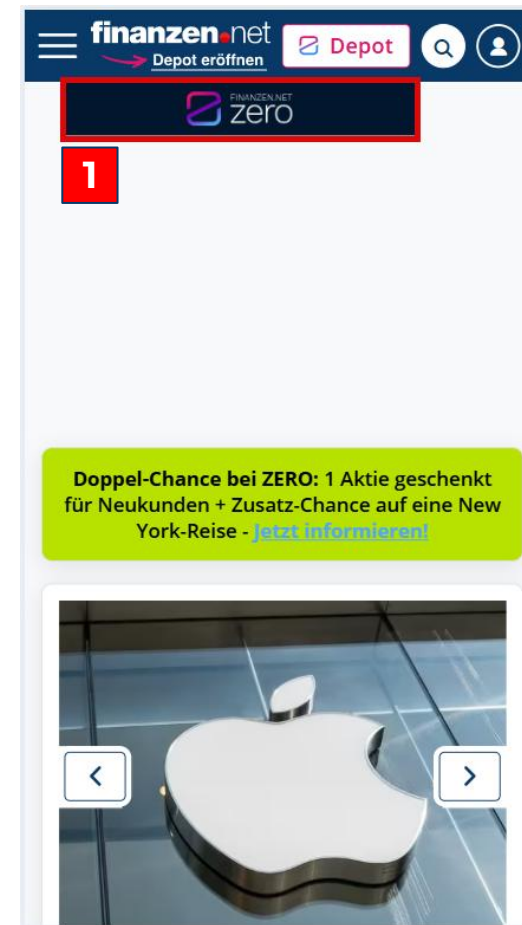 finanzen.net
Depot eröffnen
Depot
FINANZEN.NET
zero
1
Doppel-Chance bei ZERO: 1 Aktie geschenkt
für Neukunden + Zusatz-Chance auf eine New
York-Reise - Jetzt informieren!